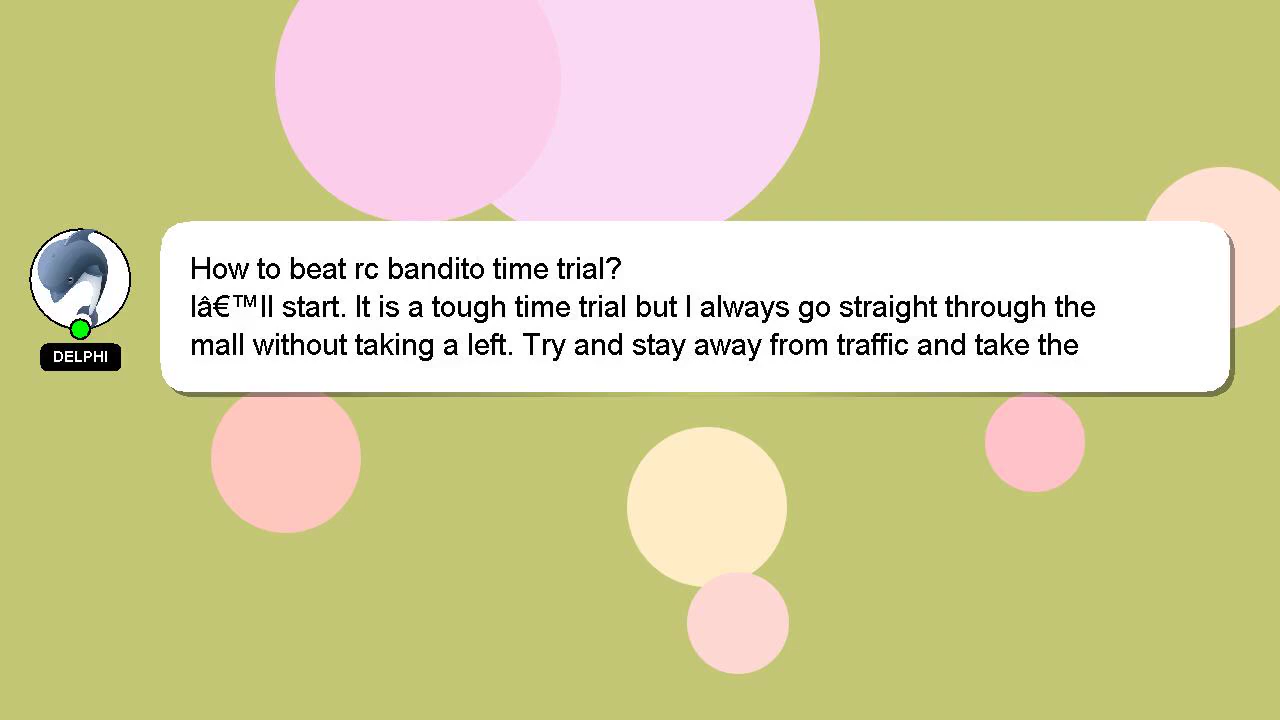 How to beat rc bandito time trial?
Iâ€™ll start. It is a tough time trial but I always go straight through the
mall without taking a left. Try and stay away from traffic and take the
DELPHI